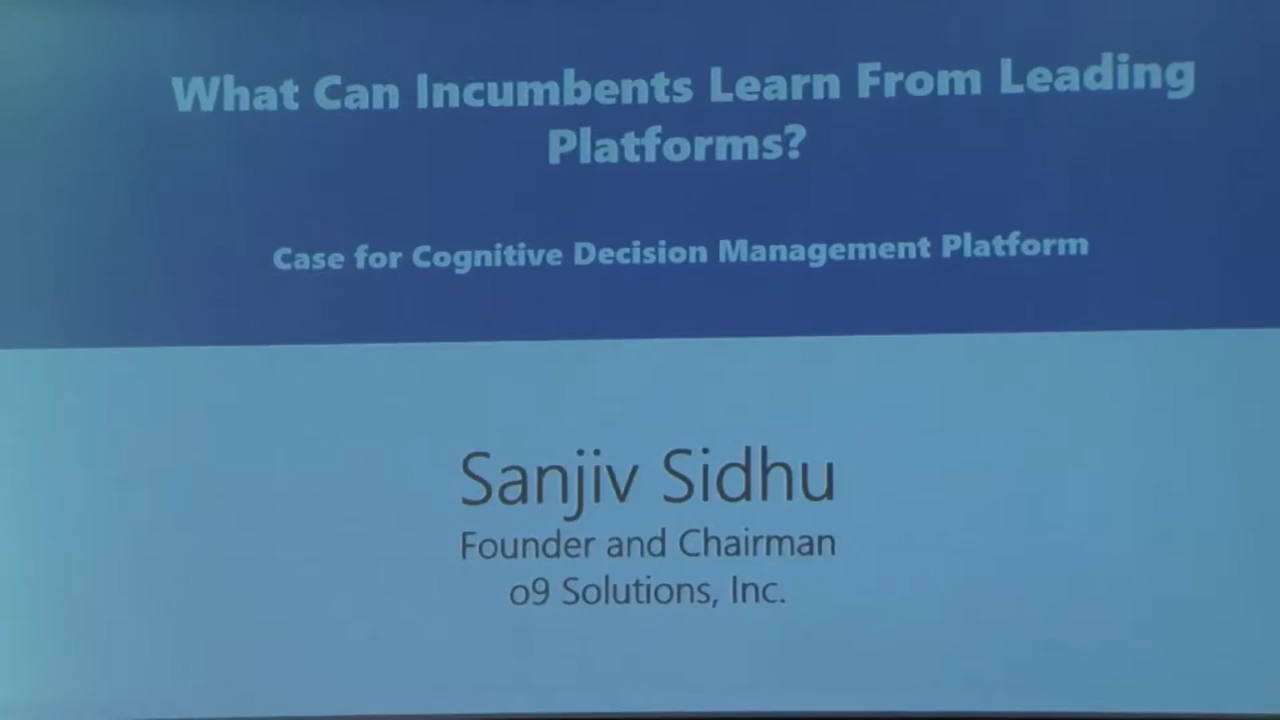 What Can Incumbents Learn From Leading
Platforms?
Case for Cognitive Decision Management Platform
Sanjiv Sidhu
Founder and Chairman
o9 Solutions, Inc.